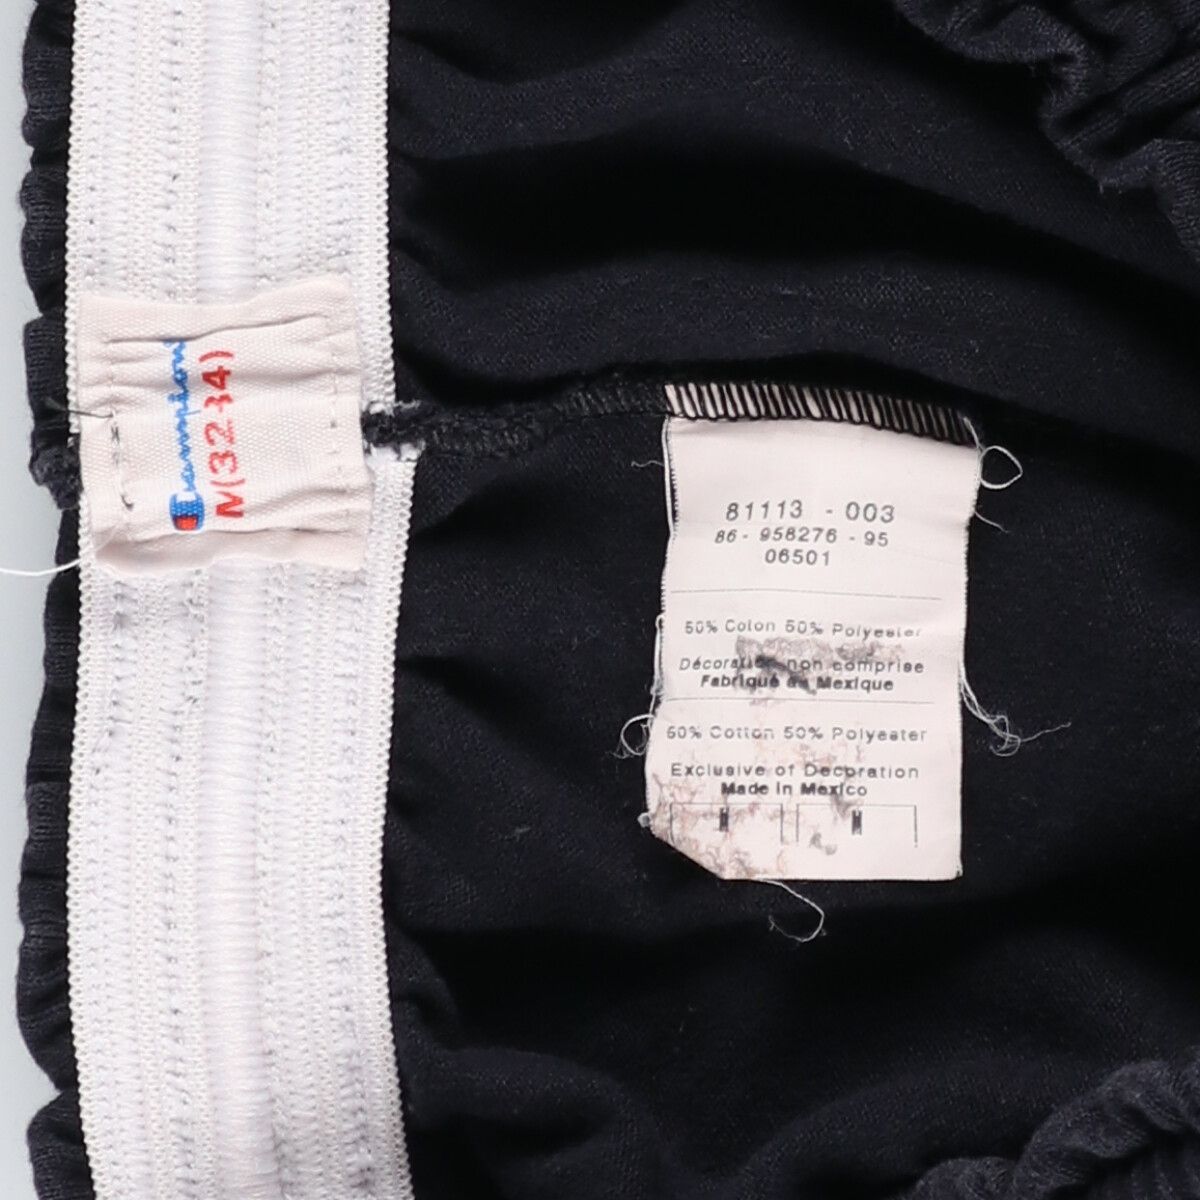 Champion
M(32-34)
81113 - 003
86 - 958276 - 95
06501
50% Coton 50% Polyester
Décoration non comprise
Fabriqué au Mexique
50% Cotton 50% Polyester
Exclusive of Decoration
Made in Mexico